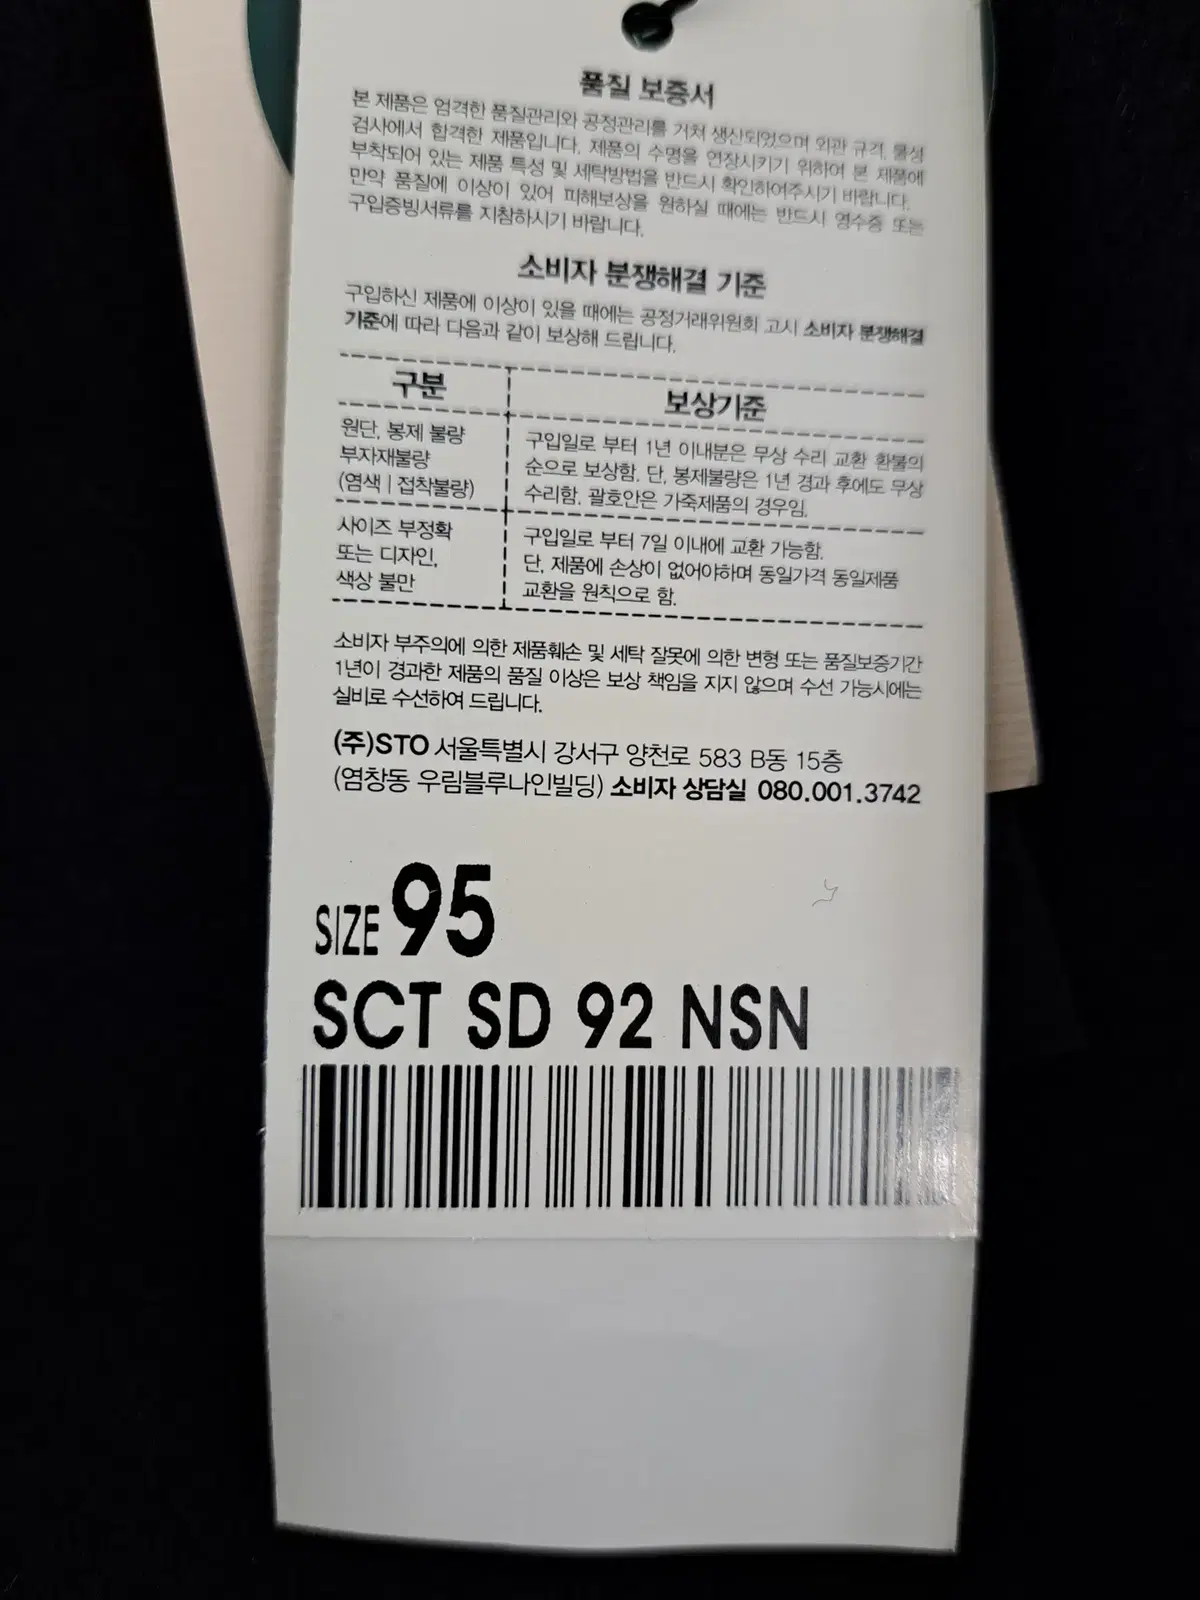 품질 보증서
본 제품은 엄격한 품질관리와 공정관리를 거쳐 생산되었으며 외관 규격, 물성
검사에서 합격한 제품입니다. 제품의 수명을 연장시키기 위하여 본 제품에
부착되어 있는 제품 특성 및 세탁방법을 반드시 확인하여주시기 바랍니다.
만약 품질에 이상이 있어 피해보상을 원하실 때에는 반드시 영수증 또는
구입증빙서류를 지참하시기 바랍니다.
소비자 분쟁해결 기준
구입하신 제품에 이상이 있을 때에는 공정거래위원회 고시 소비자 분쟁해결
기준에 따라 다음과 같이 보상해 드립니다.
구분 보상기준
원단, 봉제 불량
부자재불량
(염색 | 접착불량)
구입일로 부터 1년 이내분은 무상 수리 교환 환불의
순으로 보상함. 단, 봉제불량은 1년 경과 후에도 무상
수리함. 괄호안은 가죽제품의 경우임.
사이즈 부정확
또는 디자인,
색상 불만
구입일로 부터 7일 이내에 교환 가능함.
단, 제품에 손상이 없어야하며 동일가격 동일제품
교환을 원칙으로 함.
소비자 부주의에 의한 제품훼손 및 세탁 잘못에 의한 변형 또는 품질보증기간
1년이 경과한 제품의 품질 이상은 보상 책임을 지지 않으며 수선 가능시에는
실비로 수선하여 드립니다.
(주)STO 서울특별시 강서구 양천로 583 B동 15층
(염창동 우림블루나인빌딩) 소비자 상담실 080.001.3742
SIZE 95
SCT SD 92 NSN